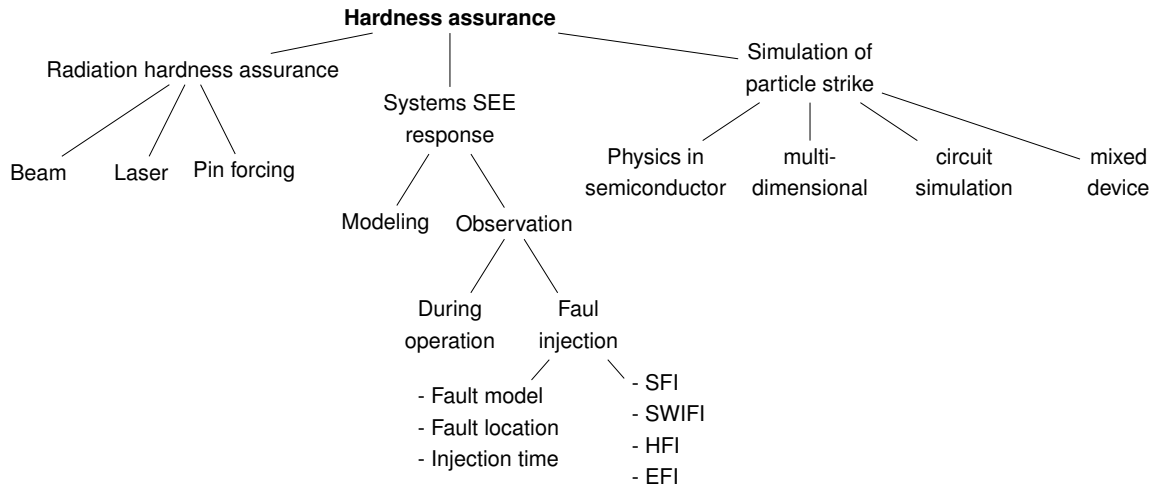 Hardness assurance
Radiation hardness assurance
Systems SEE
response
Simulation of
particle strike
Beam
Laser
Pin forcing
Modeling
Observation
Physics in
semiconductor
multi-
dimensional
circuit
simulation
mixed
device
During
operation
Faul
injection
- Fault model
- Fault location
- Injection time
- SFI
- SWIFI
- HFI
- EFI